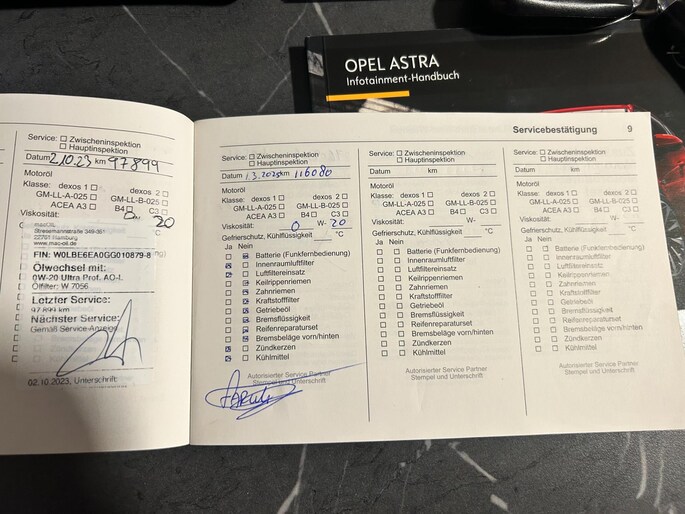 OPEL ASTRA
Infotainment-Handbuch
Service: ☐ Zwischeninspektion
☐ Hauptinspektion
Datum 2.10.23 km 97899
Motoröl
Klasse: dexos 1 ☐ dexos 2 ☐
GM-LL-A-025 ☐ GM-LL-B-025 ☐
ACEA A3 ☐ B4 ☐ C3 ☐
Viskosität: 20
Stresemannstraße
22761 Hamburg
www.mac-oil.de
FIN: W0LBE6EA0GG010879-8
Ölwechsel mit:
0W-20 Ultra Prof. AO-L
Ölfilter: W 7056
Letzter Service:
97 899 km
Nächster Service:
Gemäß Service-Anzeige
Zündkerzen
02.10.2023, Unterschrift:
Servicebestätigung 9
Service: ☐ Zwischeninspektion
☐ Hauptinspektion
Datum 1.3.2025 km 116080
Motoröl
Klasse: dexos 1 ☐ dexos 2 ☐
GM-LL-A-025 ☐ GM-LL-B-025 ☐
ACEA A3 ☐ B4 ☐ C3 ☐
Viskosität: 0 W- 20
Gefrierschutz, Kühlflüssigkeit °C
Ja Nein
Batterie (Funkfernbedienung)
Innenraumluftfilter
Luftfiltereinsatz
Keilrippenriemen
Zahnriemen
Kraftstofffilter
Getriebeöl
Bremsflüssigkeit
Reifenreparaturset
Bremsbeläge vorn/hinten
Zündkerzen
Kühlmittel
Autorisierter Service Partner
Stempel und Unterschrift
Service: ☐ Zwischeninspektion
☐ Hauptinspektion
Datum km
Motoröl
Klasse: dexos 1 ☐ dexos 2 ☐
GM-LL-A-025 ☐ GM-LL-B-025 ☐
ACEA A3 ☐ B4 ☐ C3 ☐
Viskosität: W-
Gefrierschutz, Kühlflüssigkeit °C
Ja Nein
☐ ☐ Batterie (Funkfernbedienung)
☐ ☐ Innenraumluftfilter
☐ ☐ Luftfiltereinsatz
☐ ☐ Keilrippenriemen
☐ ☐ Zahnriemen
☐ ☐ Kraftstofffilter
☐ ☐ Getriebeöl
☐ ☐ Bremsflüssigkeit
☐ ☐ Reifenreparaturset
☐ ☐ Bremsbeläge vorn/hinten
☐ ☐ Zündkerzen
☐ ☐ Kühlmittel
Autorisierter Service Partner
Stempel und Unterschrift
Service: ☐ Zwischeninspektion
☐ Hauptinspektion
Datum km
Motoröl
Klasse: dexos 1 ☐ dexos 2 ☐
GM-LL-A-025 ☐ GM-LL-B-025 ☐
ACEA A3 ☐ B4 ☐ C3 ☐
Viskosität: W-
Gefrierschutz, Kühlflüssigkeit °C
Ja Nein
☐ ☐ Batterie (Funkfernbedienung)
☐ ☐ Innenraumluftfilter
☐ ☐ Luftfiltereinsatz
☐ ☐ Keilrippenriemen
☐ ☐ Zahnriemen
☐ ☐ Kraftstofffilter
☐ ☐ Getriebeöl
☐ ☐ Bremsflüssigkeit
☐ ☐ Reifenreparaturset
☐ ☐ Bremsbeläge vorn/hinten
☐ ☐ Zündkerzen
☐ ☐ Kühlmittel
Autorisierter Service Partner
Stempel und Unterschrift